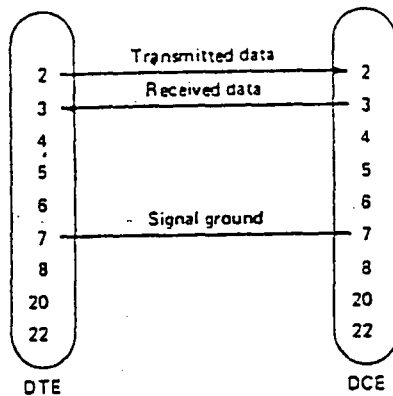 Transmitted data
2 2
Received data
3 3
4 4
5 5
6 6
Signal ground
7 7
8 8
20 20
22 22
DTE DCE